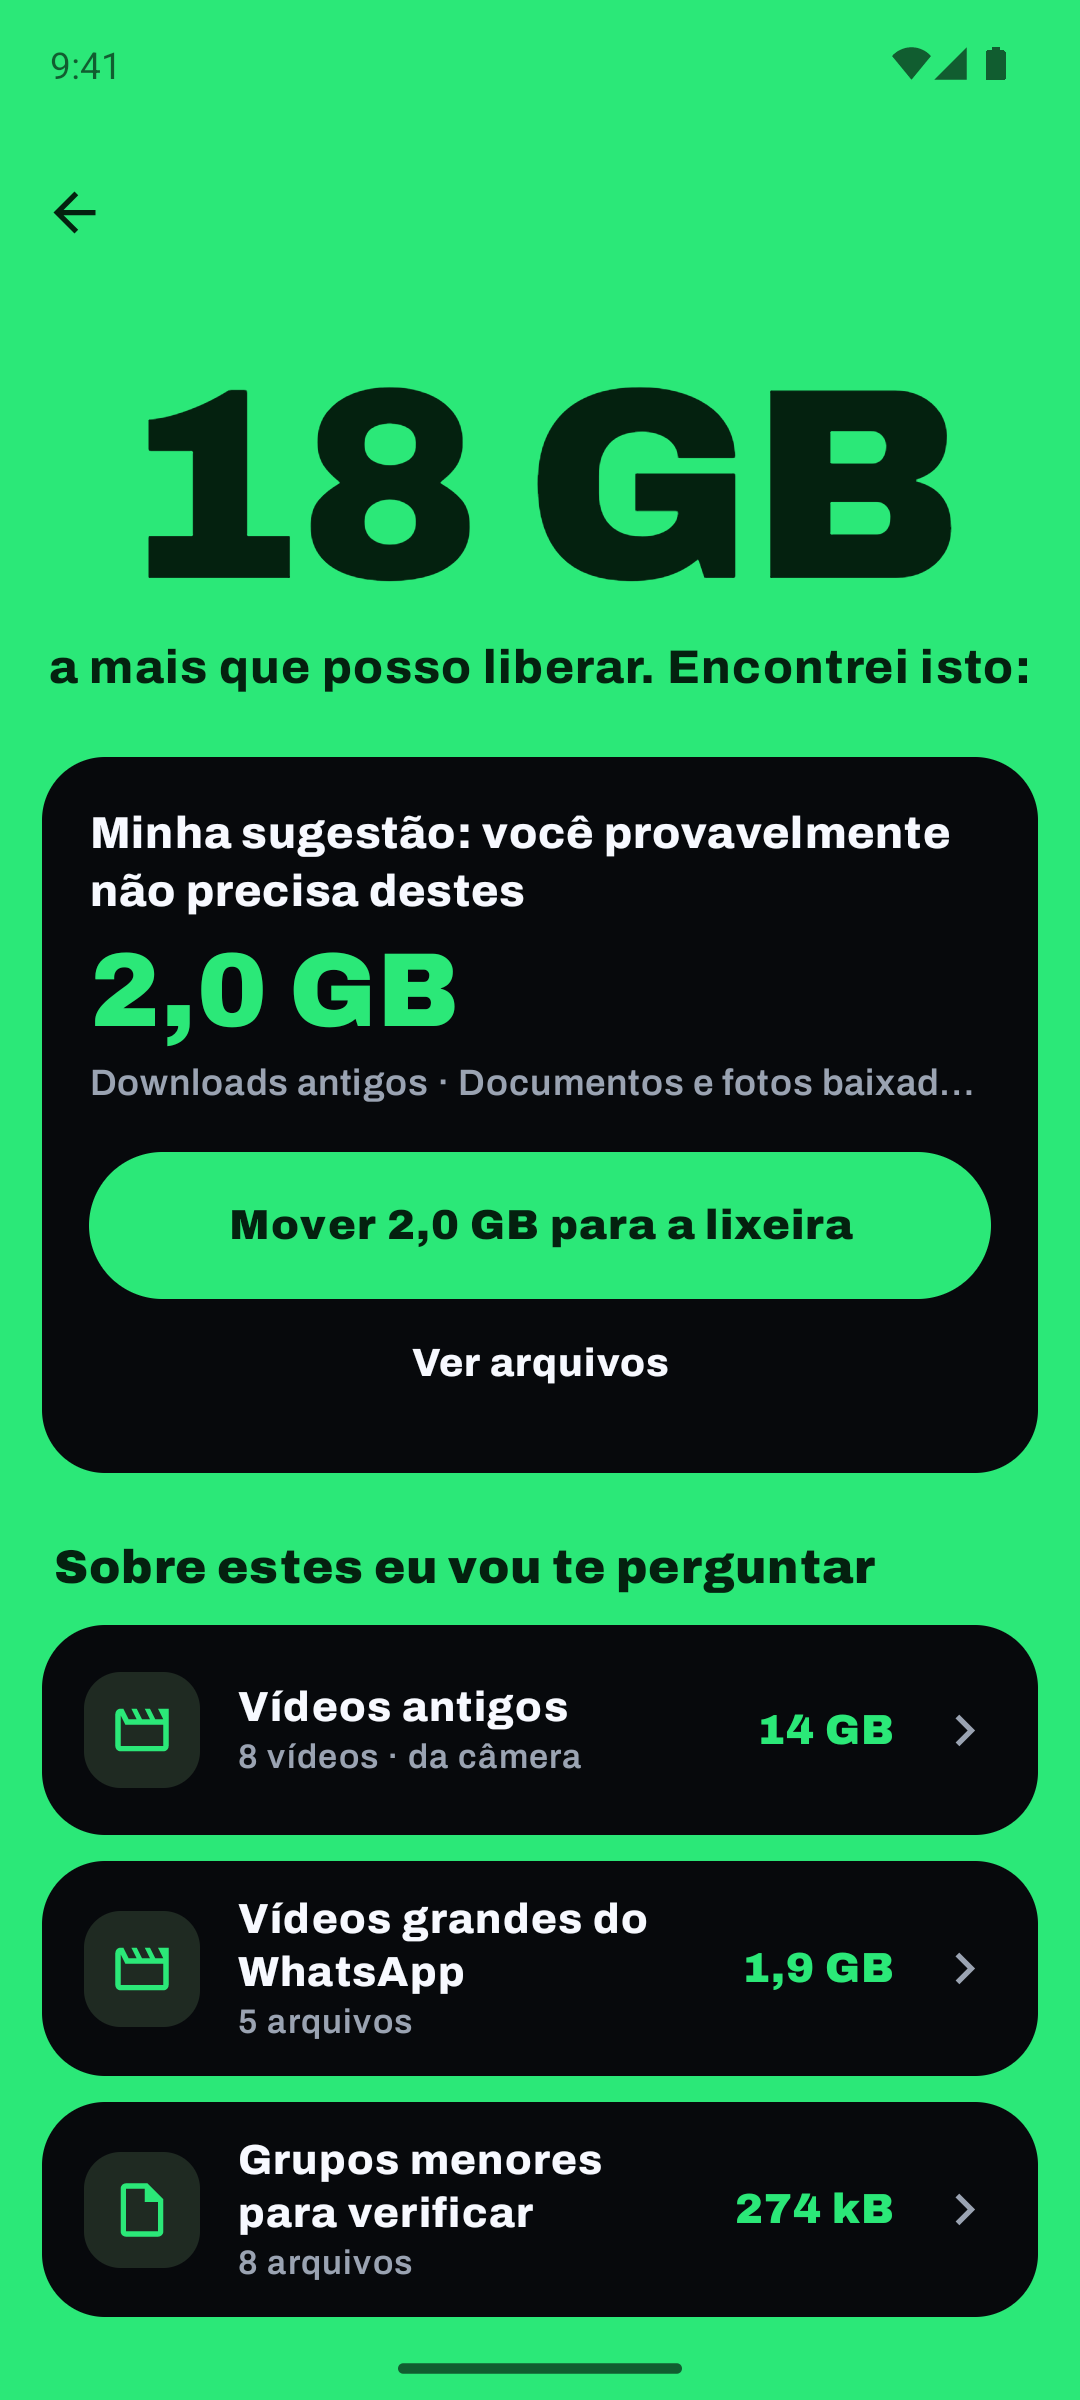 9:41
18 GB
a mais que posso liberar. Encontrei isto:
Minha sugestão: você provavelmente
não precisa destes
2,0 GB
Downloads antigos · Documentos e fotos baixad...
Mover 2,0 GB para a lixeira
Ver arquivos
Sobre estes eu vou te perguntar
Vídeos antigos
8 vídeos · da câmera
14 GB
Vídeos grandes do
WhatsApp
5 arquivos
1,9 GB
Grupos menores
para verificar
8 arquivos
274 kB